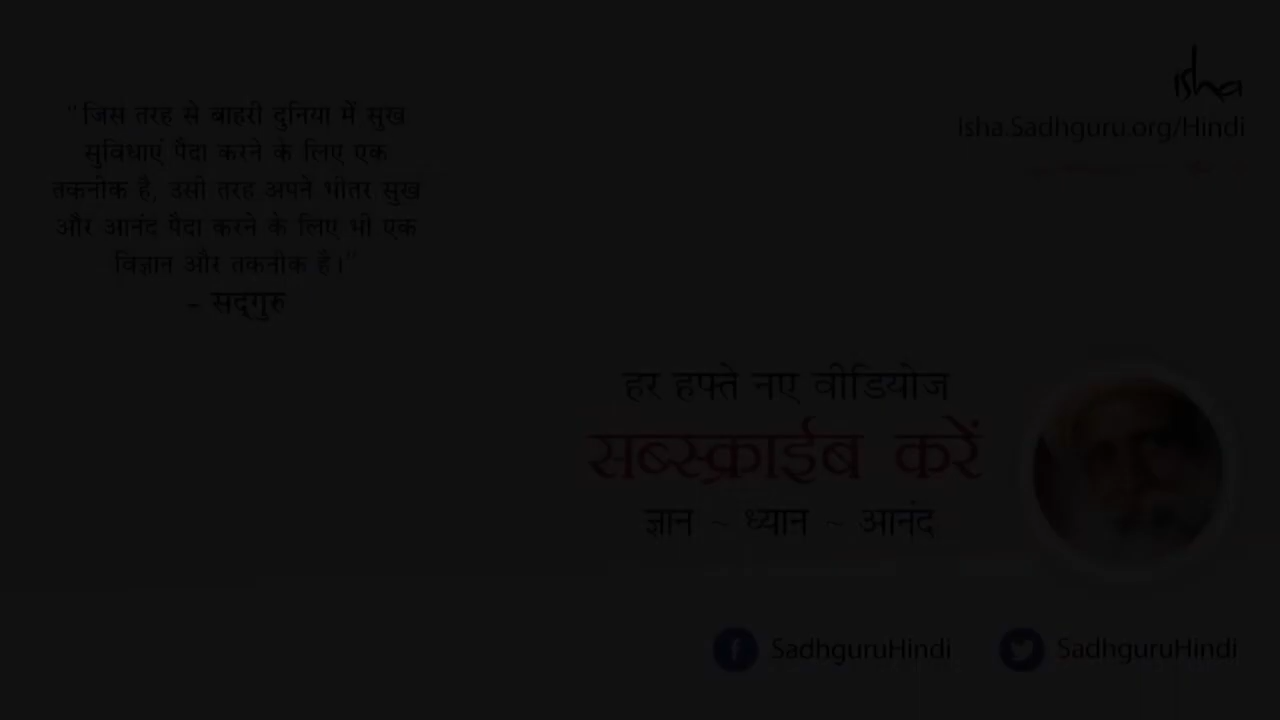 "जिस तरह से बाहरी दुनिया में सुख
सुविधाएं पैदा करने के लिए एक
तकनीक है, उसी तरह अपने भीतर सुख
और आनंद पैदा करने के लिए भी एक
विज्ञान और तकनीक है।"
- सद्गुरु
isha
Isha.Sadhguru.org/Hindi
हर हफ्ते नए वीडियोज
सब्स्क्राईब करें
ज्ञान ~ ध्यान ~ आनंद
f SadhguruHindi
SadhguruHindi